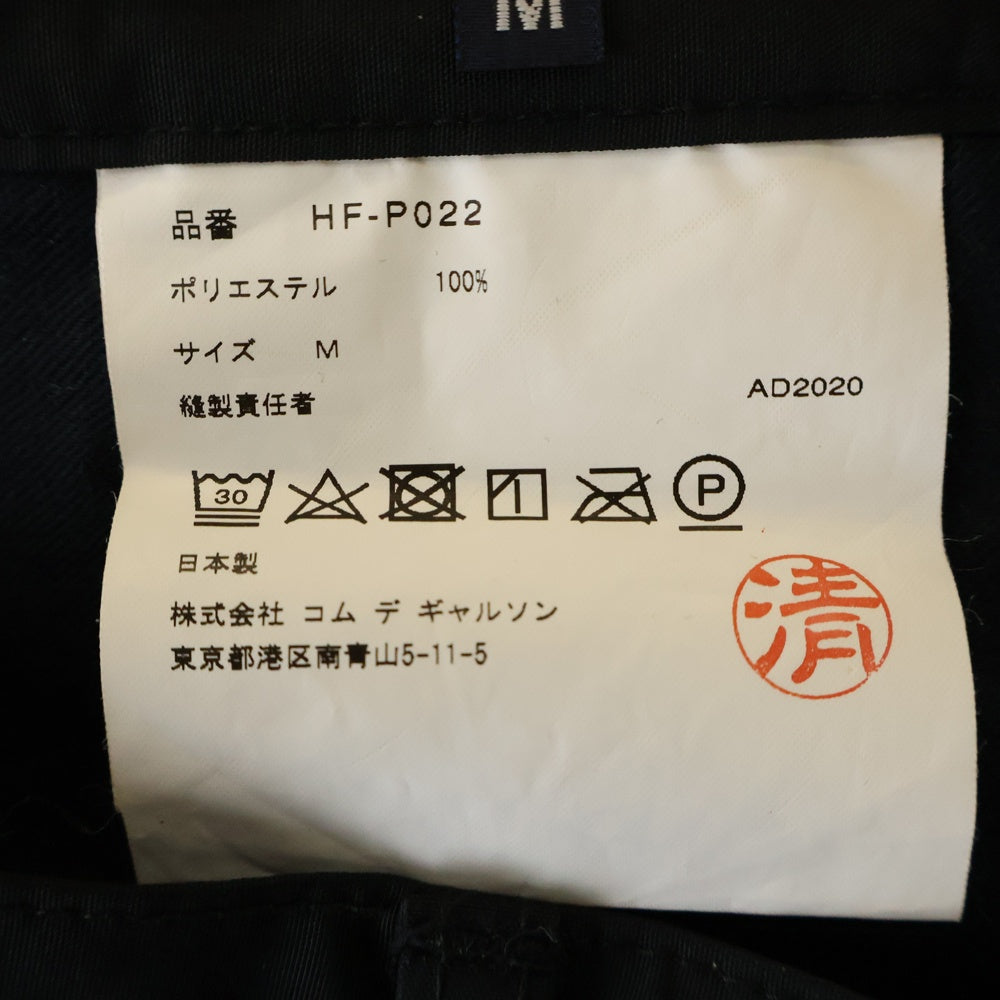 M
品番 HF-P022
ポリエステル 100%
サイズ M
AD2020
縫製責任者
30
P
日本製
株式会社 コム デ ギャルソン
東京都港区南青山5-11-5
清